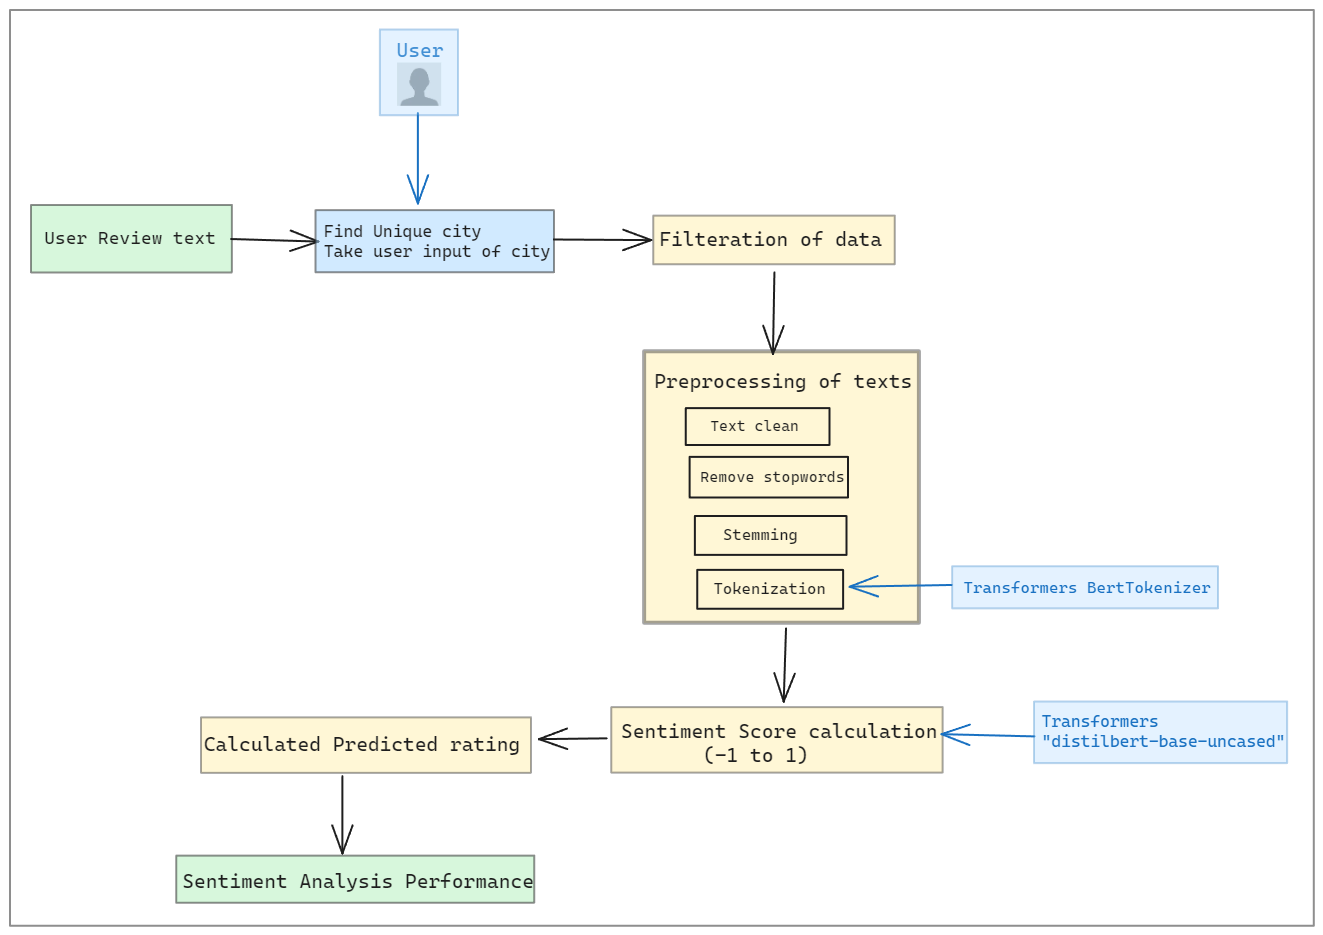 User
User Review text
Find Unique city
Take user input of city
Filteration of data
Preprocessing of texts
Text clean
Remove stopwords
Stemming
Tokenization
Transformers BertTokenizer
Calculated Predicted rating
Sentiment Score calculation
(-1 to 1)
Transformers
"distilbert-base-uncased"
Sentiment Analysis Performance